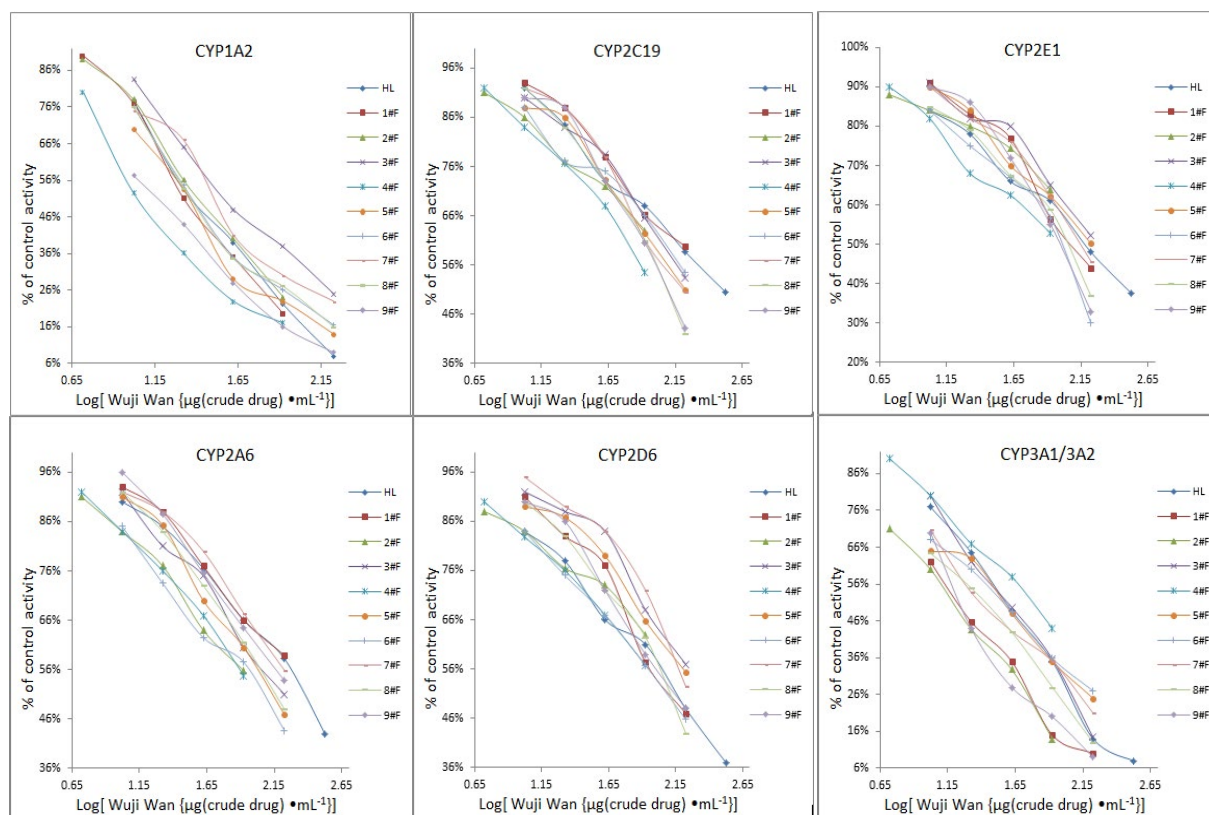 CYP1A2
86%
76%
66%
56%
46%
36%
26%
16%
6%
% of control activity
0.65 1.15 1.65 2.15
Log[ Wuji Wan {µg(crude drug) •mL⁻¹}]
HL
1#F
2#F
3#F
4#F
5#F
6#F
7#F
8#F
9#F
CYP2C19
96%
86%
76%
66%
56%
46%
36%
% of control activity
0.65 1.15 1.65 2.15 2.65
Log[ Wuji Wan {µg(crude drug) •mL⁻¹}]
HL
1#F
2#F
3#F
4#F
5#F
6#F
7#F
8#F
9#F
CYP2E1
100%
90%
80%
70%
60%
50%
40%
30%
20%
% of control activity
0.65 1.15 1.65 2.15 2.65
Log[ Wuji Wan {µg(crude drug) •mL⁻¹}]
HL
1#F
2#F
3#F
4#F
5#F
6#F
7#F
8#F
9#F
CYP2A6
96%
86%
76%
66%
56%
46%
36%
% of control activity
0.65 1.15 1.65 2.15 2.65
Log[ Wuji Wan {µg(crude drug) •mL⁻¹}]
HL
1#F
2#F
3#F
4#F
5#F
6#F
7#F
8#F
9#F
CYP2D6
96%
86%
76%
66%
56%
46%
36%
% of control activity
0.65 1.15 1.65 2.15 2.65
Log[ Wuji Wan {µg(crude drug) •mL⁻¹}]
HL
1#F
2#F
3#F
4#F
5#F
6#F
7#F
8#F
9#F
CYP3A1/3A2
86%
76%
66%
56%
46%
36%
26%
16%
6%
% of control activity
0.65 1.15 1.65 2.15 2.65
Log[ Wuji Wan {µg(crude drug) •mL⁻¹}]
HL
1#F
2#F
3#F
4#F
5#F
6#F
7#F
8#F
9#F